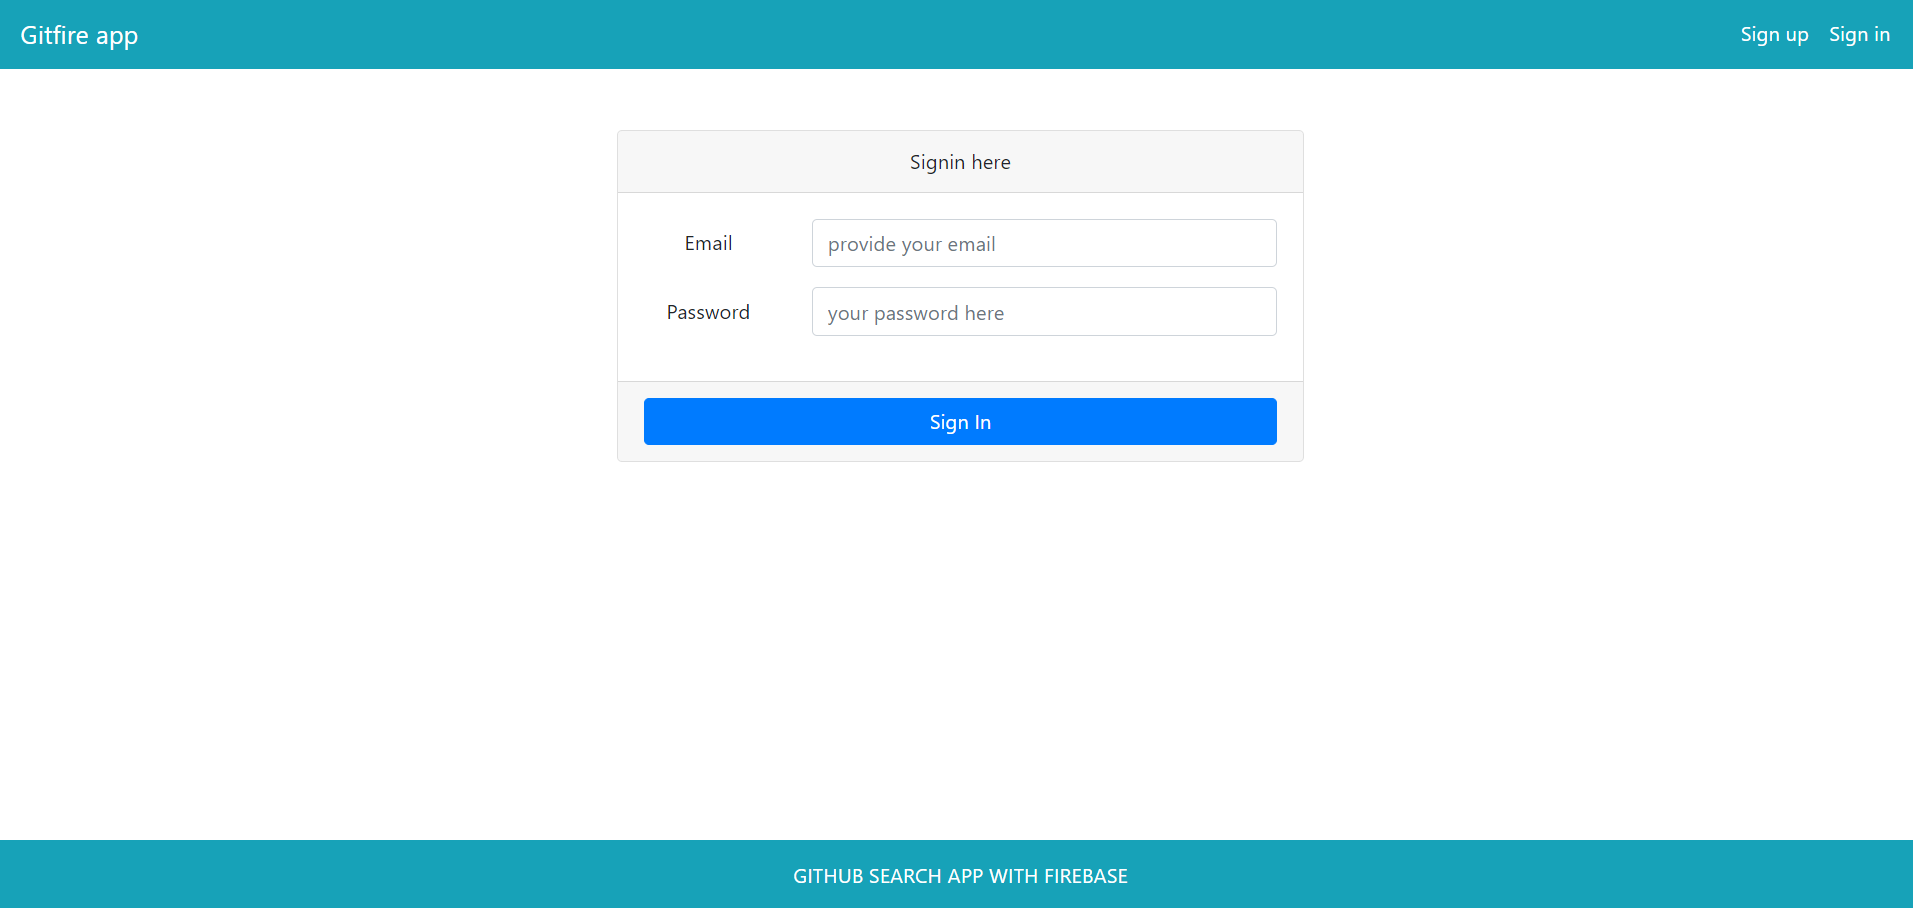 Gitfire app
Sign up Sign in
Signin here
Email
provide your email
Password
your password here
Sign In
GITHUB SEARCH APP WITH FIREBASE